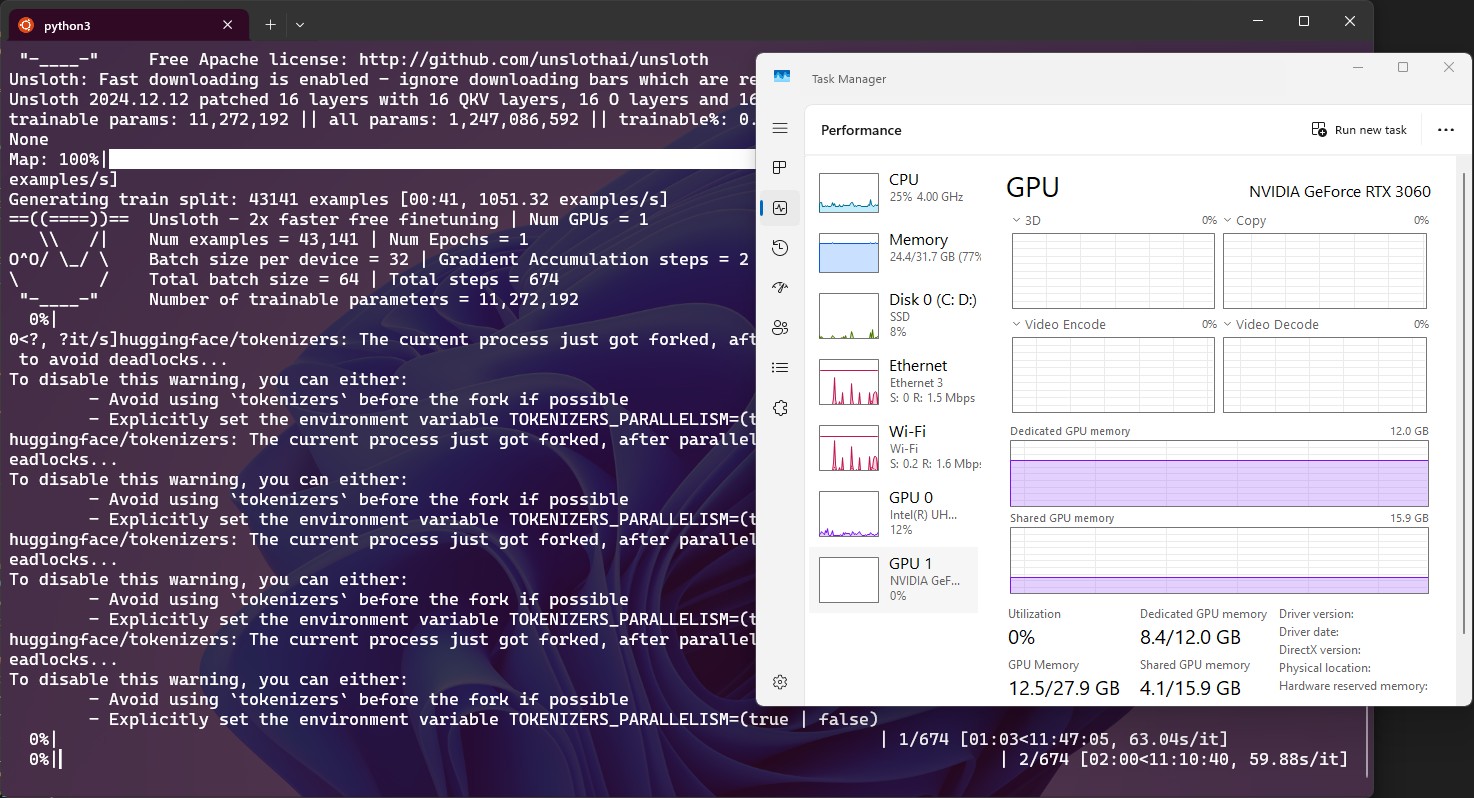 python3
"-____-"     Free Apache license: http://github.com/unslothai/unsloth
Unsloth: Fast downloading is enabled - ignore downloading bars which are re
Unsloth 2024.12.12 patched 16 layers with 16 QKV layers, 16 O layers and 16
trainable params: 11,272,192 || all params: 1,247,086,592 || trainable%: 0.
None
Map: 100%|
examples/s]
Generating train split: 43141 examples [00:41, 1051.32 examples/s]
==((====))==  Unsloth - 2x faster free finetuning | Num GPUs = 1
   \\   /|    Num examples = 43,141 | Num Epochs = 1
O^O/ \_/ \    Batch size per device = 32 | Gradient Accumulation steps = 2
\        /    Total batch size = 64 | Total steps = 674
 "-____-"     Number of trainable parameters = 11,272,192
  0%|
0<?, ?it/s]huggingface/tokenizers: The current process just got forked, aft
 to avoid deadlocks...
To disable this warning, you can either:
        - Avoid using `tokenizers` before the fork if possible
        - Explicitly set the environment variable TOKENIZERS_PARALLELISM=(t
huggingface/tokenizers: The current process just got forked, after parallel
eadlocks...
To disable this warning, you can either:
        - Avoid using `tokenizers` before the fork if possible
        - Explicitly set the environment variable TOKENIZERS_PARALLELISM=(t
huggingface/tokenizers: The current process just got forked, after parallel
eadlocks...
To disable this warning, you can either:
        - Avoid using `tokenizers` before the fork if possible
        - Explicitly set the environment variable TOKENIZERS_PARALLELISM=(t
huggingface/tokenizers: The current process just got forked, after parallel
eadlocks...
To disable this warning, you can either:
        - Avoid using `tokenizers` before the fork if possible
        - Explicitly set the environment variable TOKENIZERS_PARALLELISM=(true | false)
  0%|                    | 1/674 [01:03<11:47:05, 63.04s/it]
  0%|                    | 2/674 [02:00<11:10:40, 59.88s/it]
Task Manager
Performance
Run new task
CPU
25% 4.00 GHz
Memory
24.4/31.7 GB (77%
Disk 0 (C: D:)
SSD
8%
Ethernet
Ethernet 3
S: 0 R: 1.5 Mbps
Wi-Fi
Wi-Fi
S: 0.2 R: 1.6 Mbps
GPU 0
Intel(R) UH...
12%
GPU 1
NVIDIA GeF...
0%
GPU
NVIDIA GeForce RTX 3060
3D 0%
Copy 0%
Video Encode 0%
Video Decode 0%
Dedicated GPU memory 12.0 GB
Shared GPU memory 15.9 GB
Utilization
0%
Dedicated GPU memory
8.4/12.0 GB
GPU Memory
12.5/27.9 GB
Shared GPU memory
4.1/15.9 GB
Driver version:
Driver date:
DirectX version:
Physical location:
Hardware reserved memory: